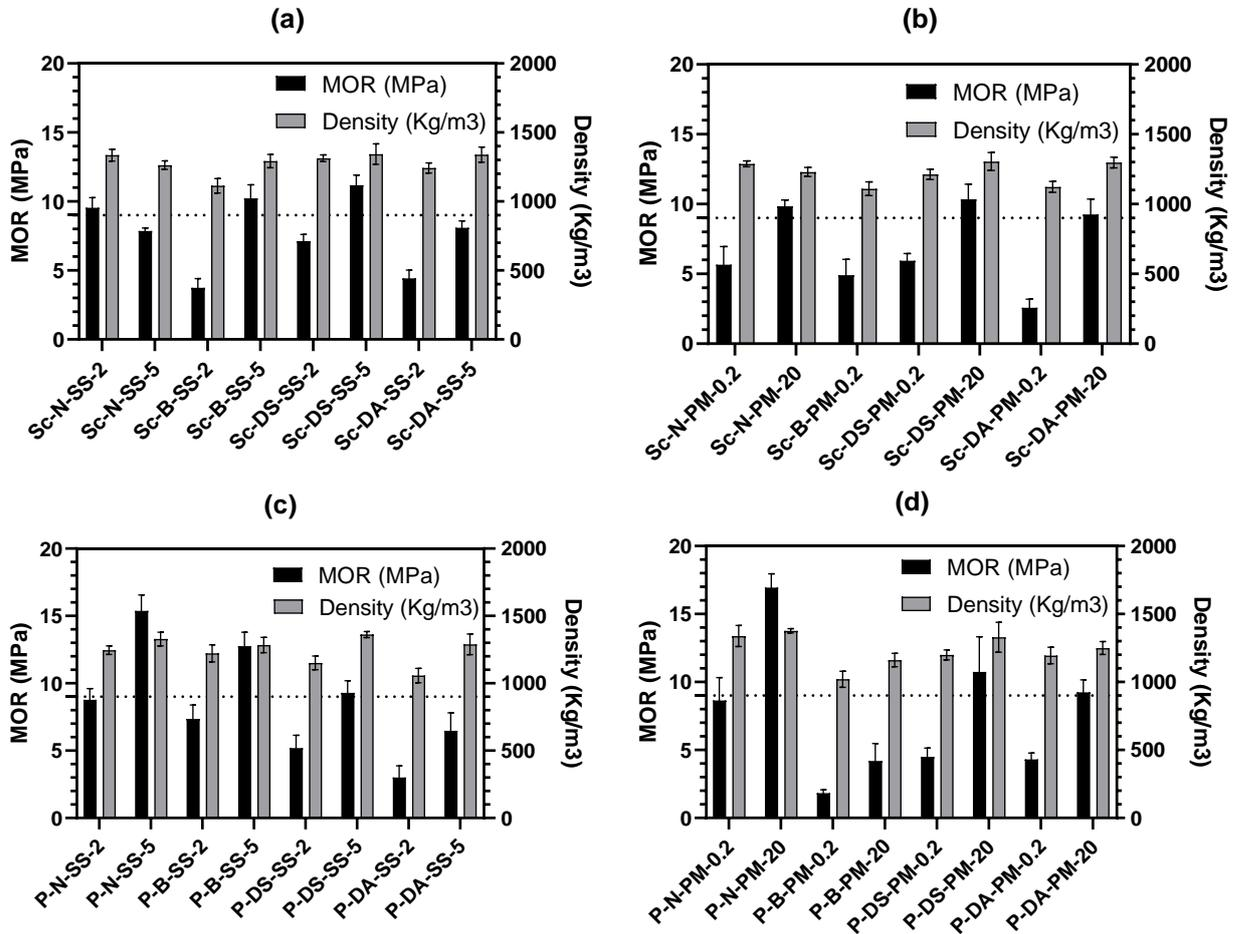 (a)
20
15
10
5
0
MOR (MPa)
MOR (MPa)
Density (Kg/m3)
2000
1500
1000
500
0
Density (Kg/m3)
Sc-N-SS-2
Sc-N-SS-5
Sc-B-SS-2
Sc-B-SS-5
Sc-DS-SS-2
Sc-DS-SS-5
Sc-DA-SS-2
Sc-DA-SS-5
(b)
20
15
10
5
0
MOR (MPa)
MOR (MPa)
Density (Kg/m3)
2000
1500
1000
500
0
Density (Kg/m3)
Sc-N-PM-0.2
Sc-N-PM-20
Sc-B-PM-0.2
Sc-DS-PM-0.2
Sc-DS-PM-20
Sc-DA-PM-0.2
Sc-DA-PM-20
(c)
20
15
10
5
0
MOR (MPa)
MOR (MPa)
Density (Kg/m3)
2000
1500
1000
500
0
Density (Kg/m3)
P-N-SS-2
P-N-SS-5
P-B-SS-2
P-B-SS-5
P-DS-SS-2
P-DS-SS-5
P-DA-SS-2
P-DA-SS-5
(d)
20
15
10
5
0
MOR (MPa)
MOR (MPa)
Density (Kg/m3)
2000
1500
1000
500
0
Density (Kg/m3)
P-N-PM-0.2
P-N-PM-20
P-B-PM-0.2
P-B-PM-20
P-DS-PM-0.2
P-DS-PM-20
P-DA-PM-0.2
P-DA-PM-20